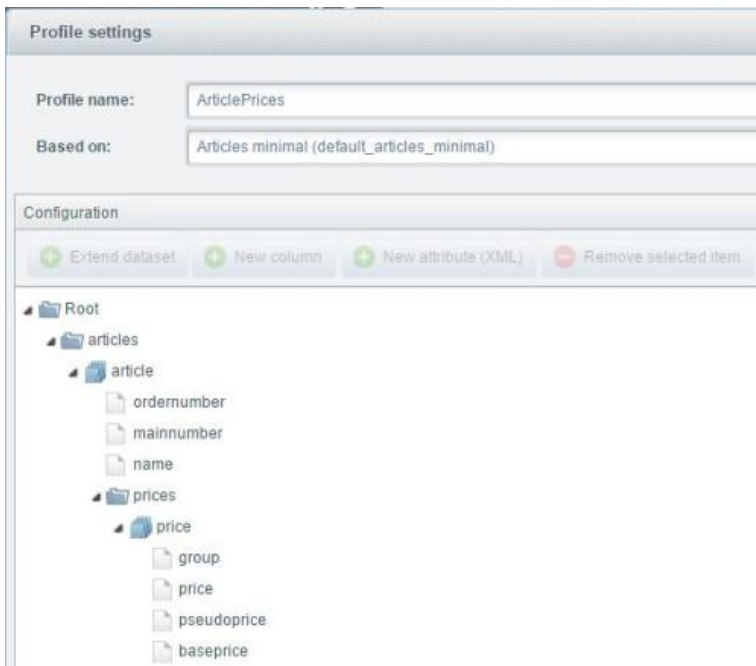 Profile settings
Profile name: ArticlePrices
Based on: Articles minimal (default_articles_minimal)
Configuration
Extend dataset New column New attribute (XML) Remove selected item
Root
articles
article
ordernumber
mainnumber
name
prices
price
group
price
pseudoprice
baseprice